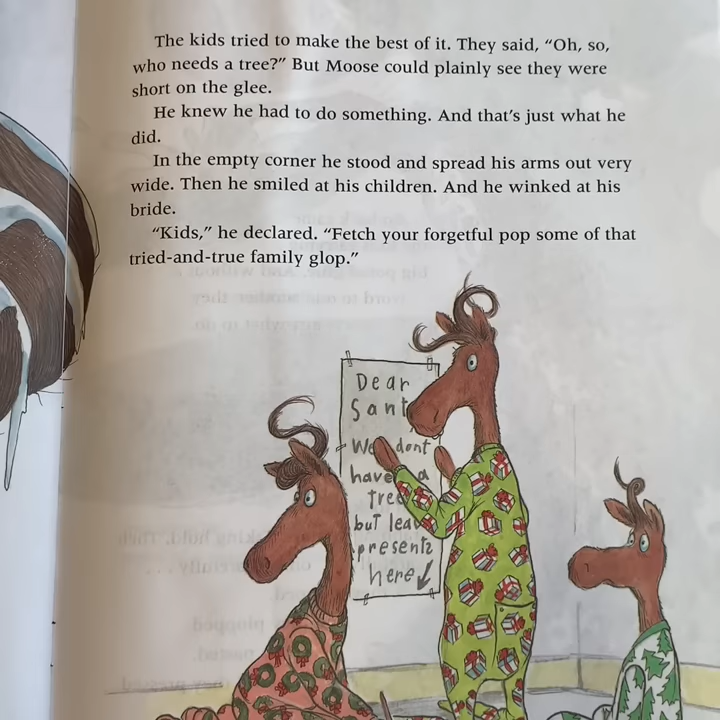 The kids tried to make the best of it. They said, “Oh, so,
who needs a tree?” But Moose could plainly see they were
short on the glee.
He knew he had to do something. And that’s just what he
did.
In the empty corner he stood and spread his arms out very
wide. Then he smiled at his children. And he winked at his
bride.
“Kids,” he declared. “Fetch your forgetful pop some of that
tried-and-true family glop.”
Dear
Sant
We dont
have a
tree
but leav
presents
here